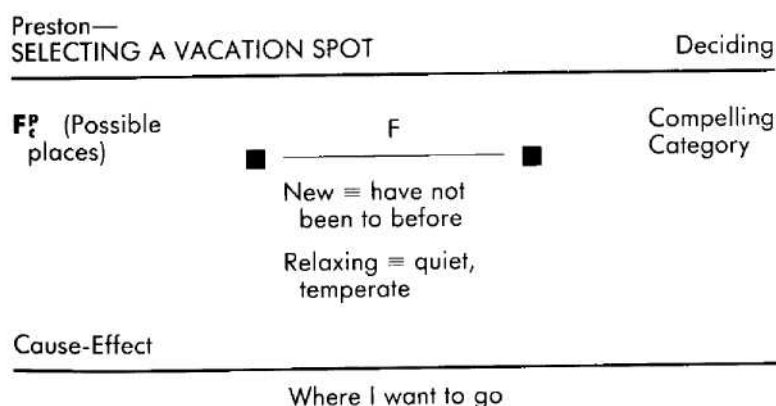 Preston—
SELECTING A VACATION SPOT
Deciding
F^p_c (Possible
places)
F
Compelling
Category
New ≡ have not
been to before
Relaxing ≡ quiet,
temperate
Cause-Effect
Where I want to go